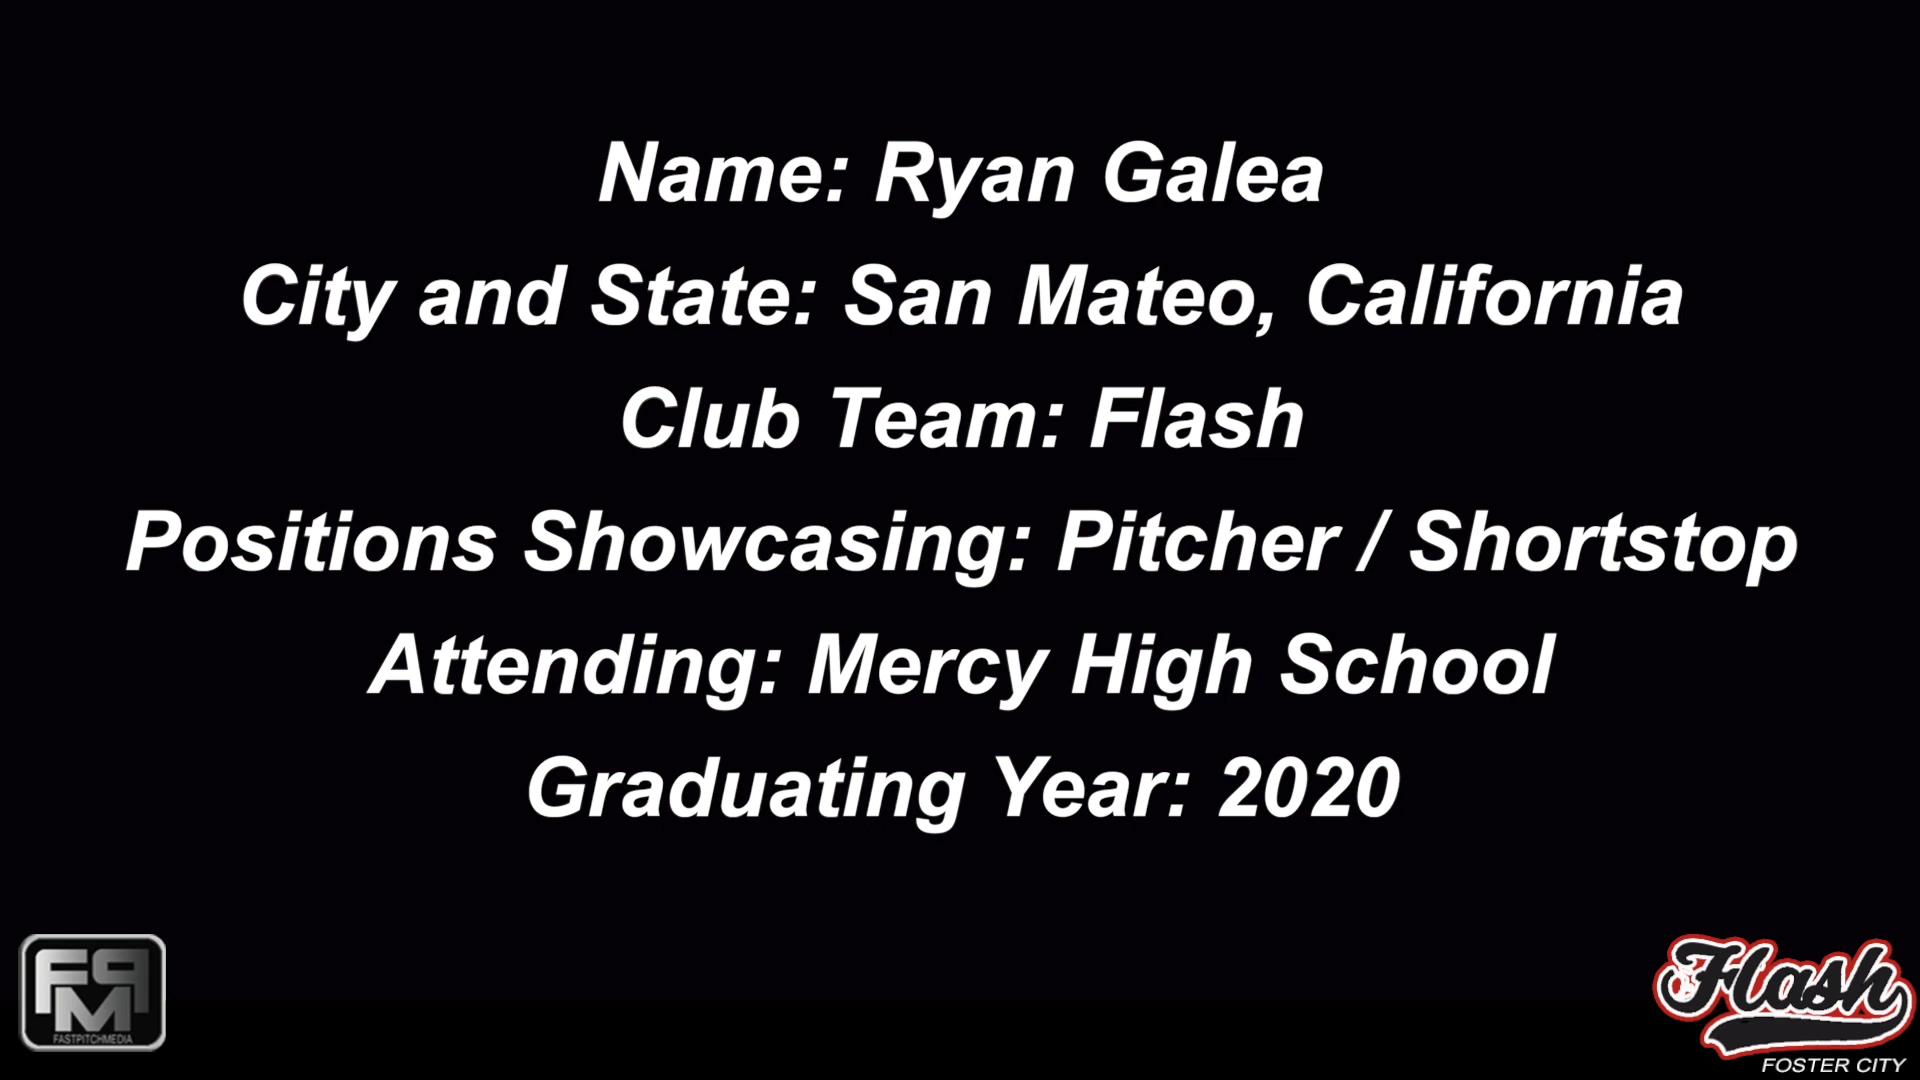 Name: Ryan Galea
City and State: San Mateo, California
Club Team: Flash
Positions Showcasing: Pitcher / Shortstop
Attending: Mercy High School
Graduating Year: 2020
FPM
FASTPITCHMEDIA
Flash
FOSTER CITY